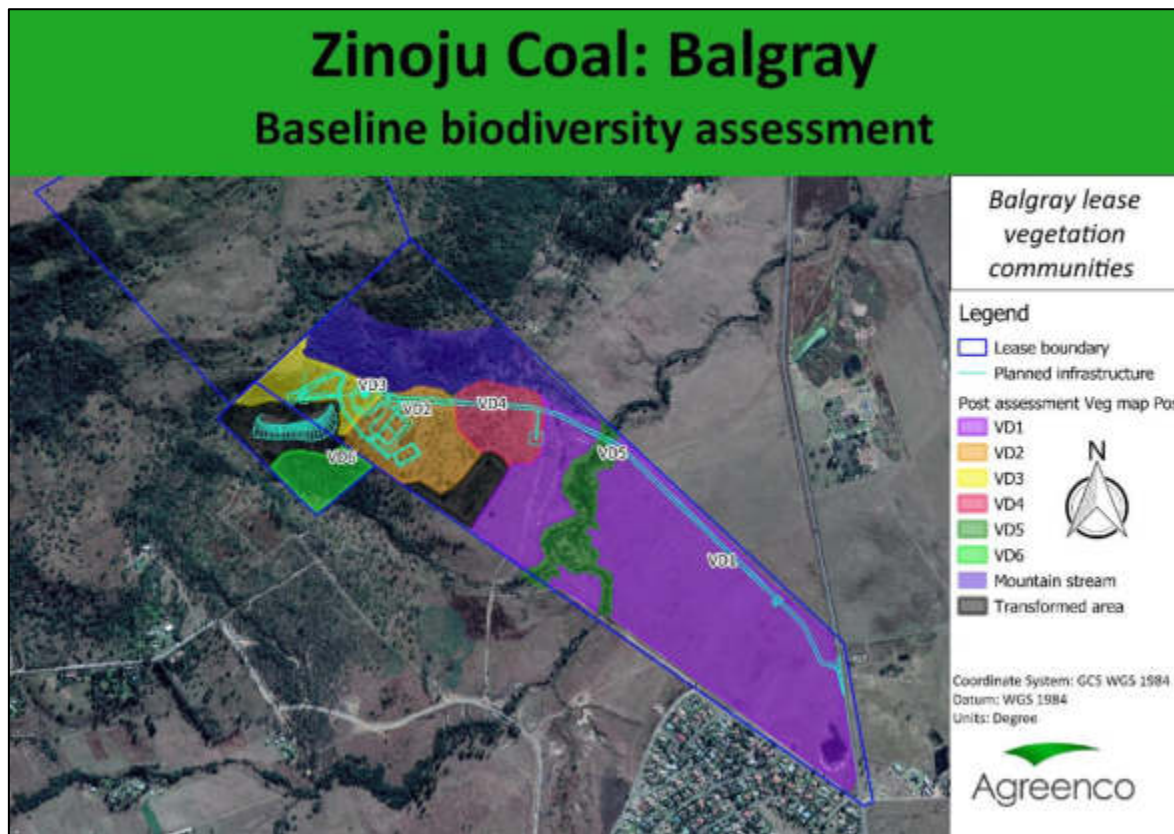 Zinoju Coal: Balgray
Baseline biodiversity assessment
Balgray lease
vegetation
communities
Legend
Lease boundary
Planned infrastructure
Post assessment Veg map Pos
VD1
VD2
VD3
VD4
VD5
VD6
Mountain stream
Transformed area
N
Coordinate System: GCS WGS 1984
Datum: WGS 1984
Units: Degree
Agreenco
VD3
VD2
VD4
VD6
VD5
VD1